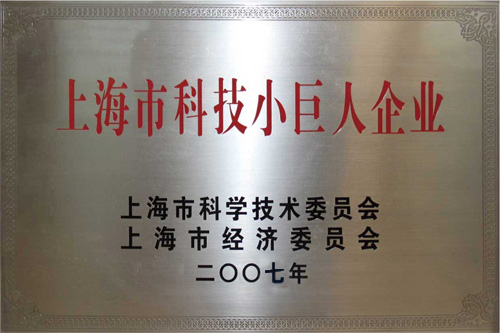 上海市科技小巨人企业
上海市科学技术委员会
上海市经济委员会
二〇〇七年